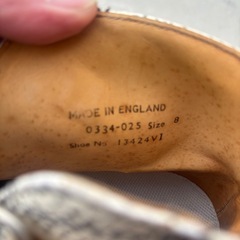 MADE IN ENGLAND
0334-025 Size 8
Shoe No. 13424VI